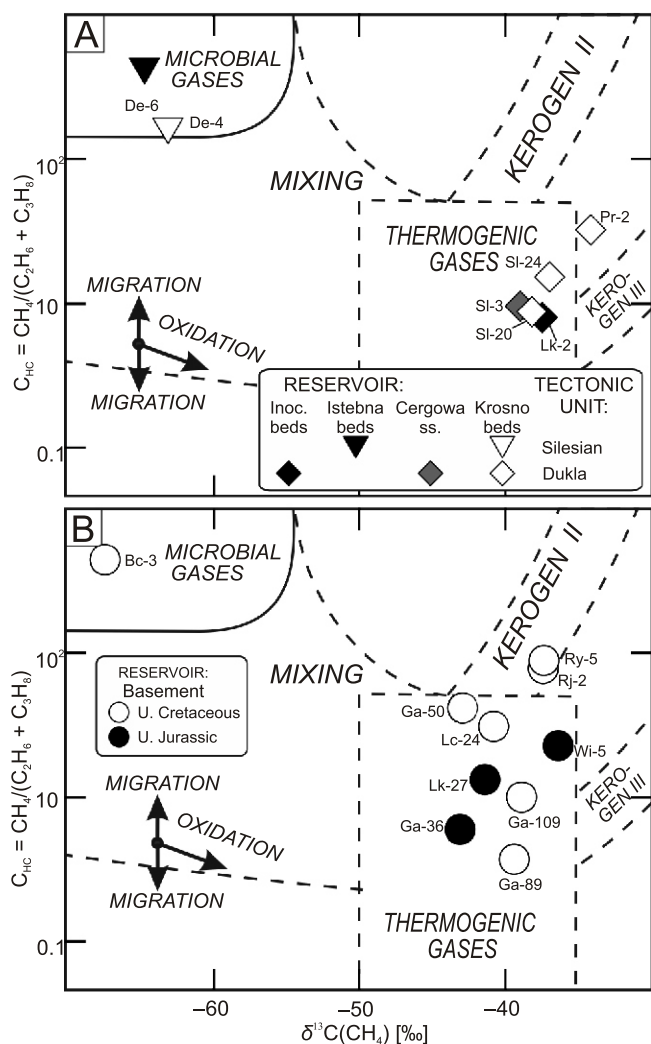 A
MICROBIAL
GASES
De-6
De-4
KEROGEN II
10²
MIXING
Pr-2
THERMOGENIC
GASES
Sl-24
KERO-
GEN III
Sl-3
Sl-20
Lk-2
10
MIGRATION
OXIDATION
MIGRATION
0.1
C_HC = CH₄/(C₂H₆ + C₃H₈)
RESERVOIR: TECTONIC
UNIT:
Inoc. Istebna Cergowa Krosno
beds beds ss. beds
Silesian
Dukla
B
Bc-3
MICROBIAL
GASES
KEROGEN II
10²
MIXING
Ry-5
Rj-2
RESERVOIR:
Basement
U. Cretaceous
U. Jurassic
Ga-50
Lc-24
Wi-5
Lk-27
KERO-
GEN III
10
Ga-109
Ga-36
Ga-89
MIGRATION
OXIDATION
MIGRATION
THERMOGENIC
GASES
0.1
C_HC = CH₄/(C₂H₆ + C₃H₈)
–60 –50 –40
δ¹³C(CH₄) [‰]